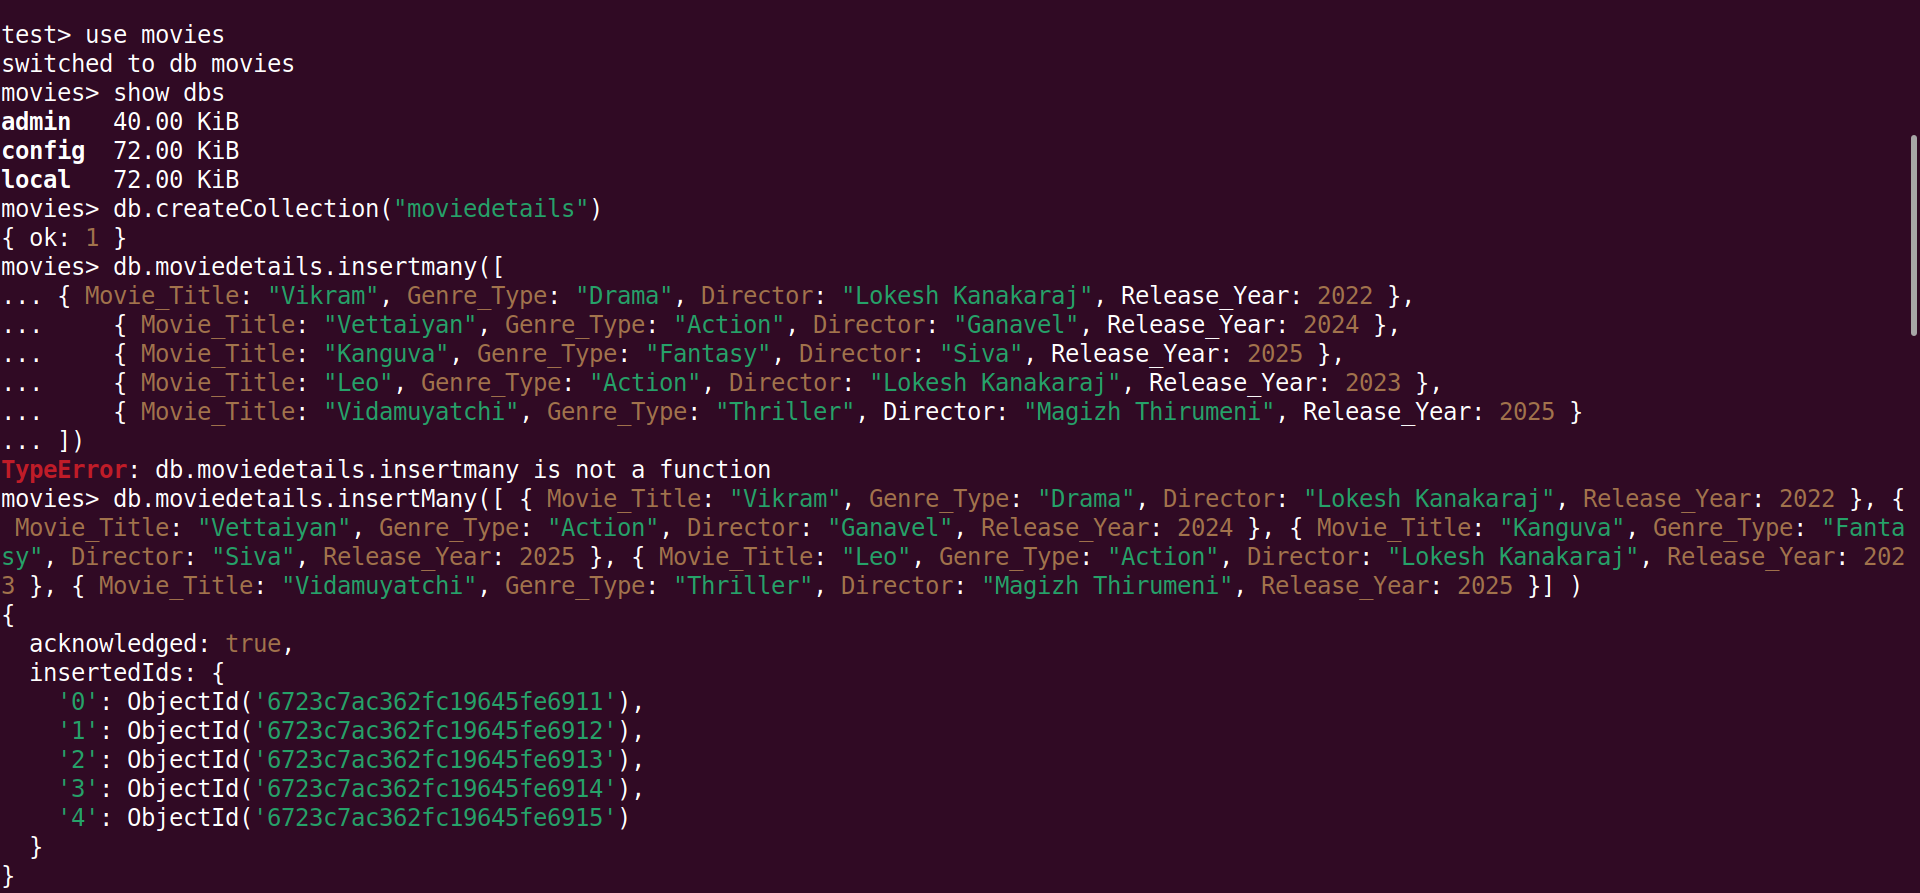 test> use movies
switched to db movies
movies> show dbs
admin   40.00 KiB
config  72.00 KiB
local   72.00 KiB
movies> db.createCollection("moviedetails")
{ ok: 1 }
movies> db.moviedetails.insertmany([
... { Movie_Title: "Vikram", Genre_Type: "Drama", Director: "Lokesh Kanakaraj", Release_Year: 2022 },
...     { Movie_Title: "Vettaiyan", Genre_Type: "Action", Director: "Ganavel", Release_Year: 2024 },
...     { Movie_Title: "Kanguva", Genre_Type: "Fantasy", Director: "Siva", Release_Year: 2025 },
...     { Movie_Title: "Leo", Genre_Type: "Action", Director: "Lokesh Kanakaraj", Release_Year: 2023 },
...     { Movie_Title: "Vidamuyatchi", Genre_Type: "Thriller", Director: "Magizh Thirumeni", Release_Year: 2025 }
... ])
TypeError: db.moviedetails.insertmany is not a function
movies> db.moviedetails.insertMany([ { Movie_Title: "Vikram", Genre_Type: "Drama", Director: "Lokesh Kanakaraj", Release_Year: 2022 }, {
 Movie_Title: "Vettaiyan", Genre_Type: "Action", Director: "Ganavel", Release_Year: 2024 }, { Movie_Title: "Kanguva", Genre_Type: "Fanta
sy", Director: "Siva", Release_Year: 2025 }, { Movie_Title: "Leo", Genre_Type: "Action", Director: "Lokesh Kanakaraj", Release_Year: 202
3 }, { Movie_Title: "Vidamuyatchi", Genre_Type: "Thriller", Director: "Magizh Thirumeni", Release_Year: 2025 }] )
{
  acknowledged: true,
  insertedIds: {
    '0': ObjectId('6723c7ac362fc19645fe6911'),
    '1': ObjectId('6723c7ac362fc19645fe6912'),
    '2': ObjectId('6723c7ac362fc19645fe6913'),
    '3': ObjectId('6723c7ac362fc19645fe6914'),
    '4': ObjectId('6723c7ac362fc19645fe6915')
  }
}